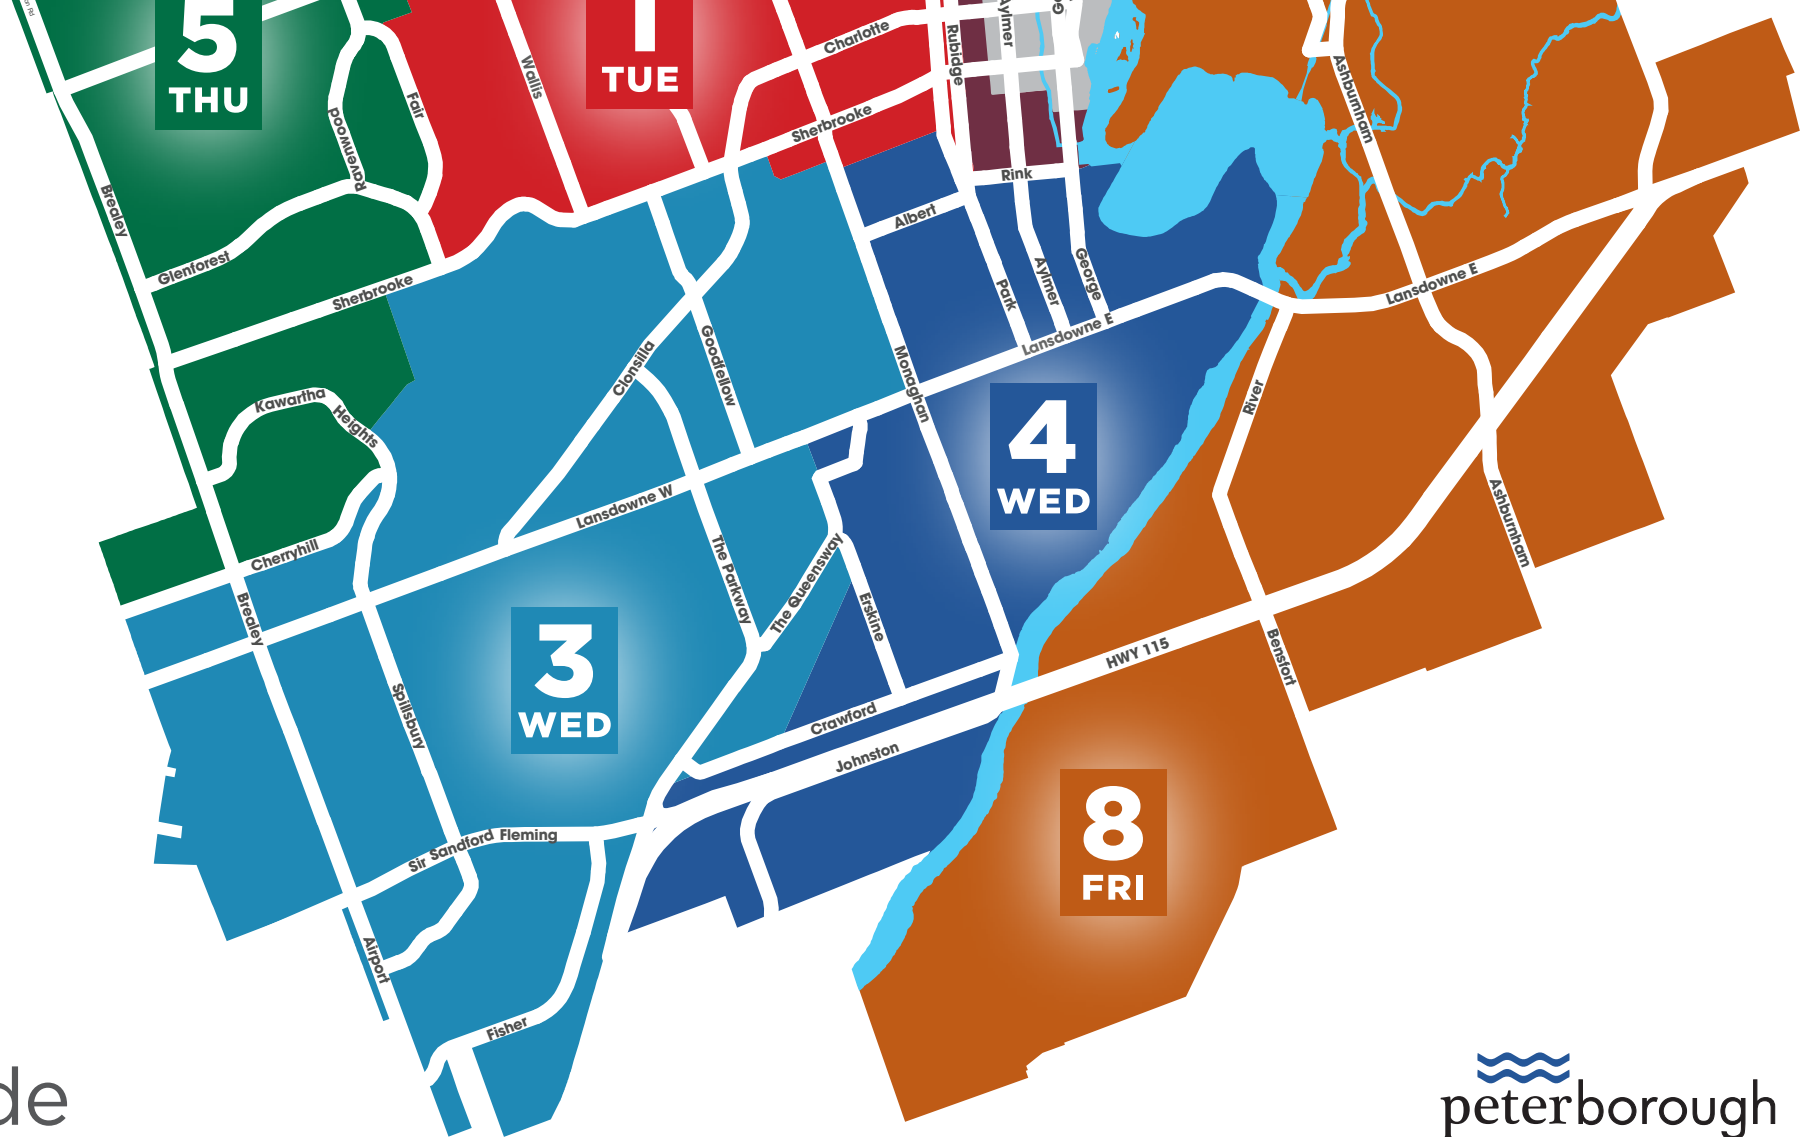 5
THU
1
TUE
Charlotte
Rubidge
Aylmer
Wallis
Fair
Ravenwood
Sherbrooke
Ashburnham
Brealey
Rink
Albert
Glenforest
Sherbrooke
Park
Aylmer
George
Lansdowne E
Lansdowne E
Goodfellow
Clonsilla
Monaghan
Kawartha
Heights
River
4
WED
Lansdowne W
Cherryhill
The Parkway
The Queensway
Erskine
Ashburnham
Brealey
3
WED
Spillsbury
HWY 115
Bensfort
Crawford
Johnston
8
FRI
Sir Sandford Fleming
Airport
Fisher
de
peterborough